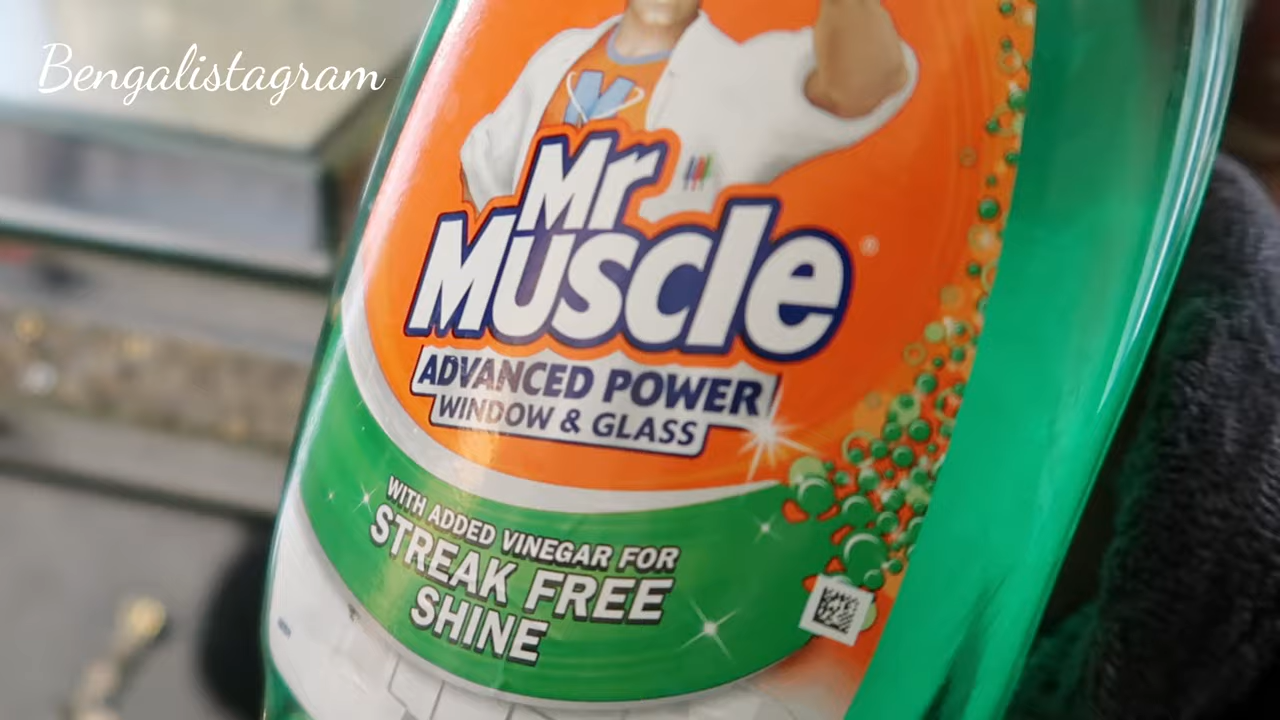 Bengalistagram
Mr
Muscle
ADVANCED POWER
WINDOW & GLASS
WITH ADDED VINEGAR FOR
STREAK FREE
SHINE